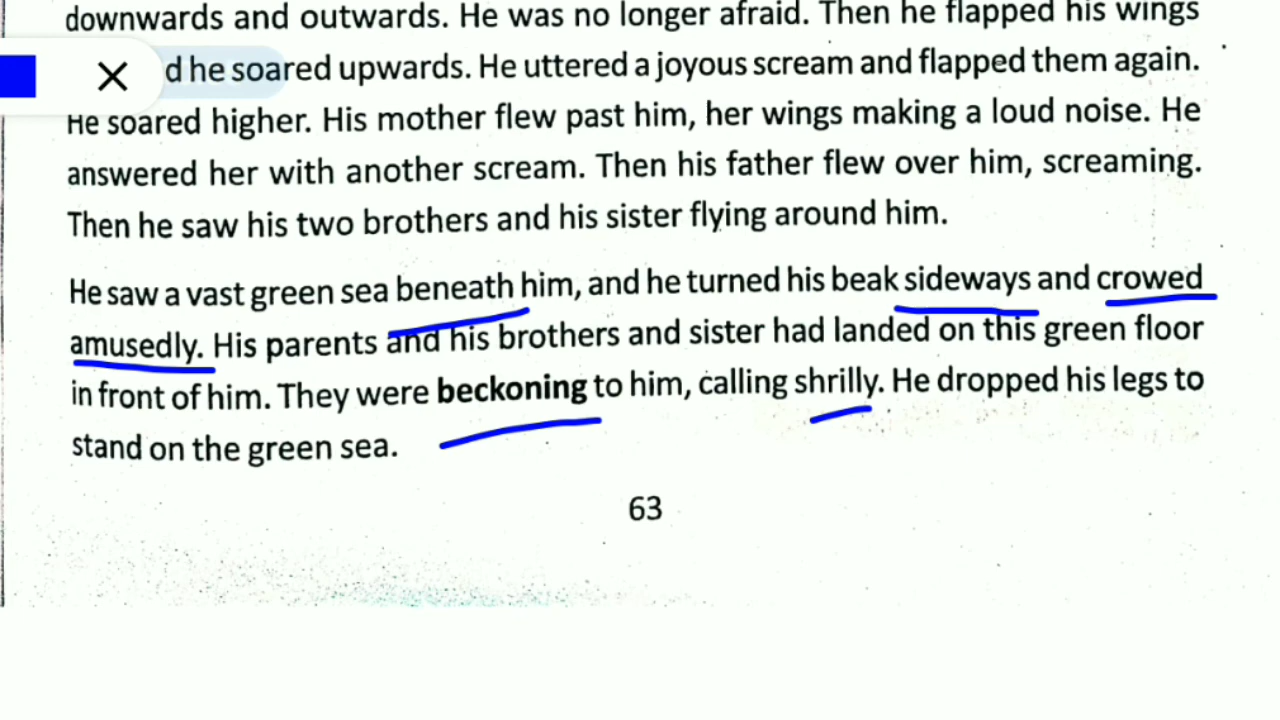 downwards and outwards. He was no longer afraid. Then he flapped his wings
d he soared upwards. He uttered a joyous scream and flapped them again.
He soared higher. His mother flew past him, her wings making a loud noise. He
answered her with another scream. Then his father flew over him, screaming.
Then he saw his two brothers and his sister flying around him.
He saw a vast green sea beneath him, and he turned his beak sideways and crowed
amusedly. His parents and his brothers and sister had landed on this green floor
in front of him. They were beckoning to him, calling shrilly. He dropped his legs to
stand on the green sea.
63